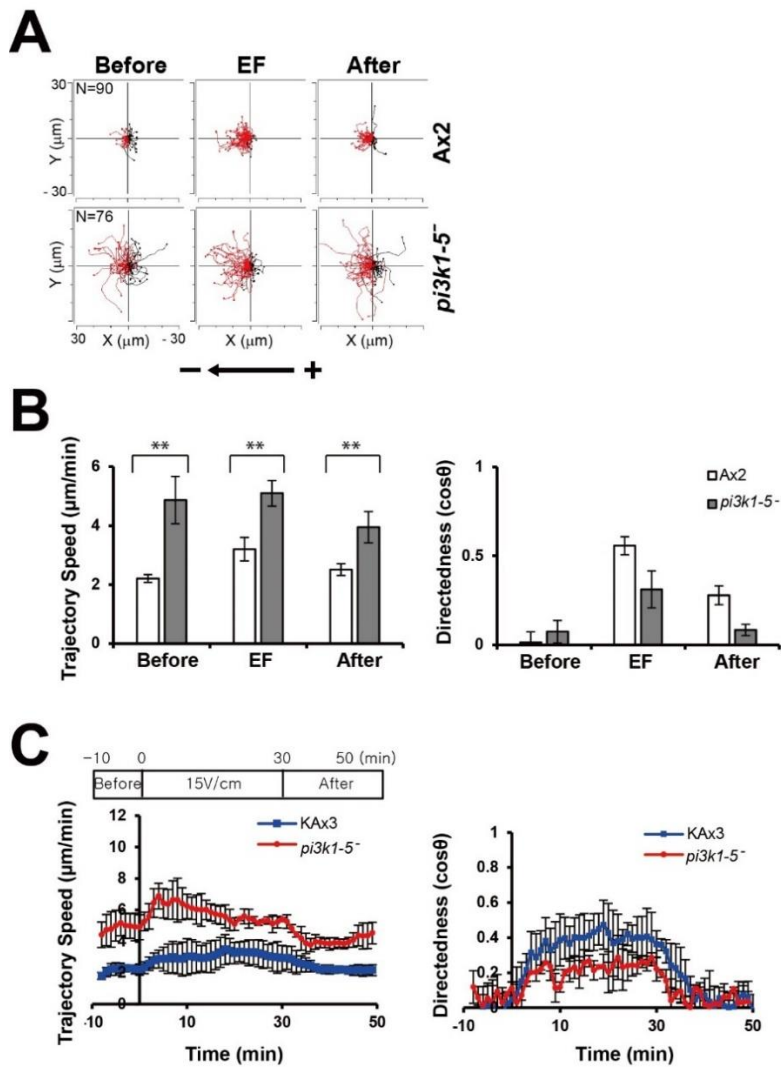 A
Before EF After
30
N=90
Y (μm)
- 30
Ax2
N=76
Y (μm)
pi3k1-5⁻
30 X (μm) - 30 X (μm) X (μm)
− +
B
** ** **
6
4
2
0
Trajectory Speed (μm/min)
Before EF After
1
0.5
0
Directedness (cosθ)
Ax2
pi3k1-5⁻
Before EF After
C
−10 0 30 50 (min)
Before 15V/cm After
12
10
8
6
4
2
0
Trajectory Speed (μm/min)
KAx3
pi3k1-5⁻
-10 10 30 50
Time (min)
1
0.8
0.6
0.4
0.2
0
Directedness (cosθ)
KAx3
pi3k1-5⁻
-10 10 30 50
Time (min)